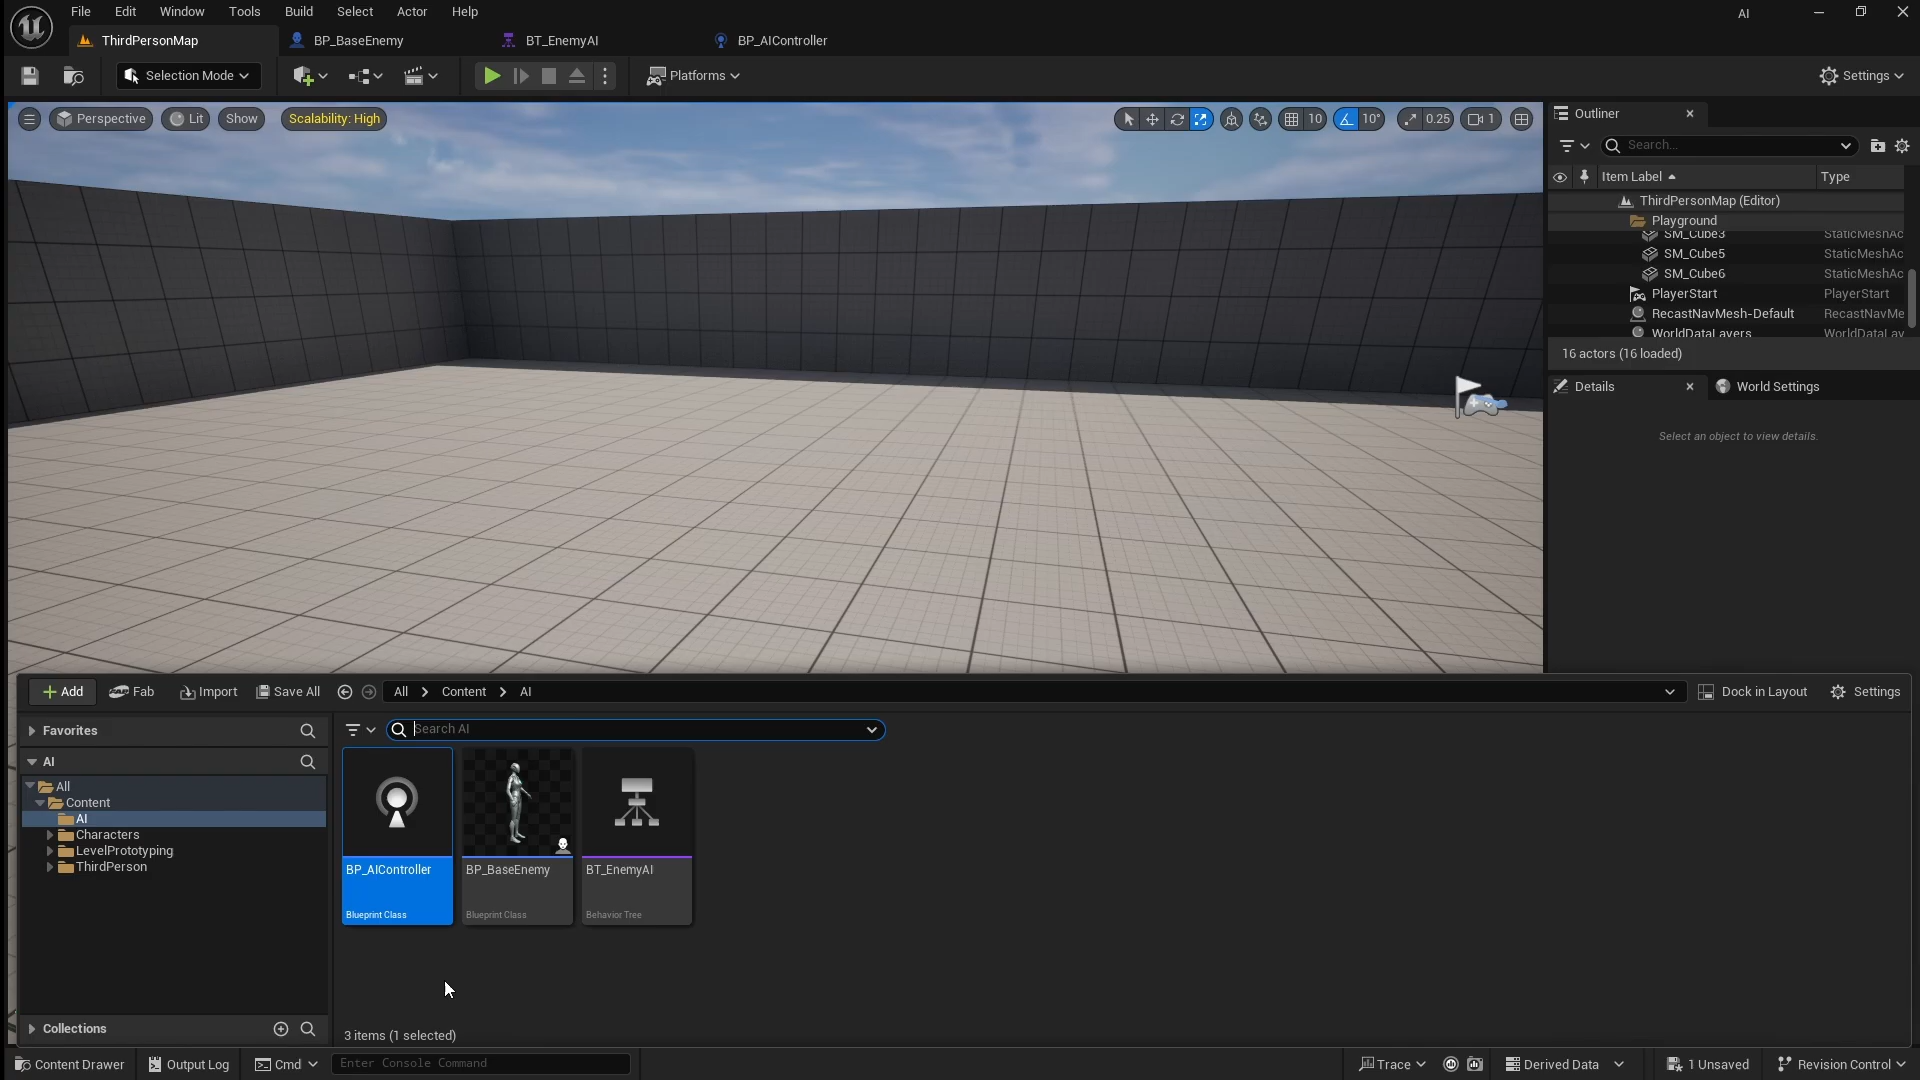 File Edit Window Tools Build Select Actor Help
AI
ThirdPersonMap
BP_BaseEnemy
BT_EnemyAI
BP_AIController
Selection Mode
Platforms
Settings
Perspective
Lit
Show
Scalability: High
10
10°
0.25
1
Outliner
Search...
Item Label
Type
ThirdPersonMap (Editor)
Playground
SM_Cube3 StaticMeshAc
SM_Cube5 StaticMeshAc
SM_Cube6 StaticMeshAc
PlayerStart PlayerStart
RecastNavMesh-Default RecastNavMe
WorldDataLayers WorldDataLay
16 actors (16 loaded)
Details
World Settings
Select an object to view details.
Add
Fab
Import
Save All
All > Content > AI
Dock in Layout
Settings
Favorites
Search AI
AI
All
Content
AI
Characters
LevelPrototyping
ThirdPerson
BP_AIController
Blueprint Class
BP_BaseEnemy
Blueprint Class
BT_EnemyAI
Behavior Tree
Collections
3 items (1 selected)
Content Drawer
Output Log
Cmd
Enter Console Command
Trace
Derived Data
1 Unsaved
Revision Control